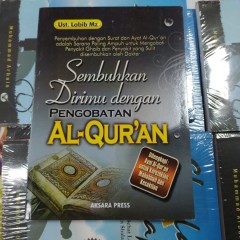 Ust. Labib Mz
Penyembuhan dengan Surat dan Ayat Al-Qur'an
adalah Sarana Paling Ampuh untuk Mengobati
Penyakit Ghaib dan Penyakit yang Sulit
disembuhkan oleh Dokter
Sembuhkan
Dirimu dengan
PENGOBATAN
AL-QUR'AN
AKSARA PRESS